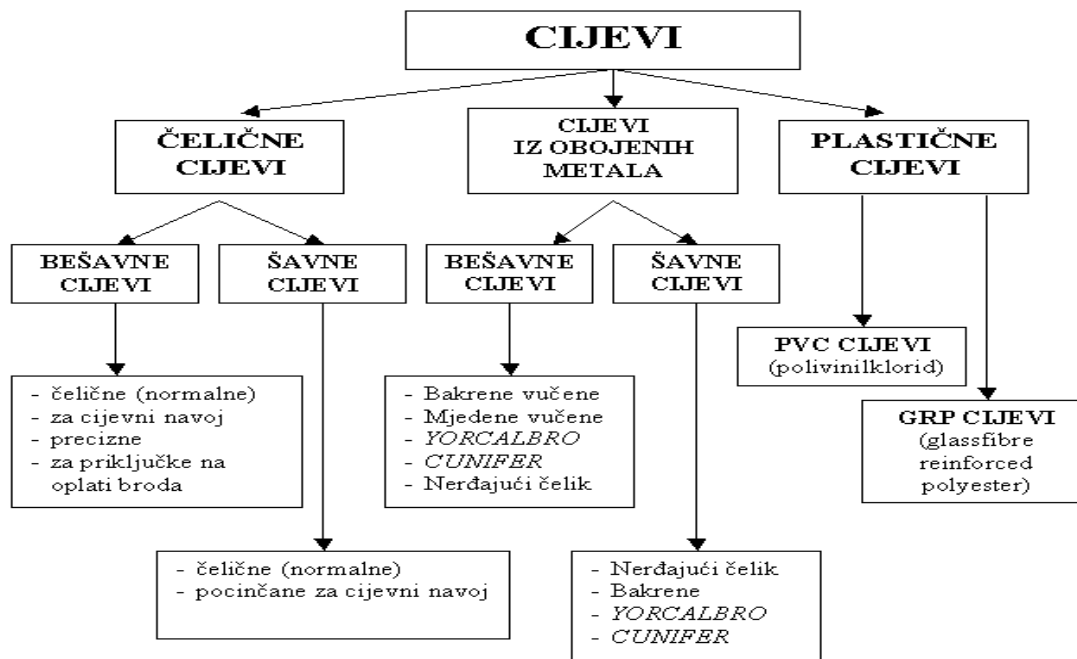 CIJEVI
ČELIČNE
CIJEVI
CIJEVI
IZ OBOJENIH
METALA
PLASTIČNE
CIJEVI
BEŠAVNE
CIJEVI
ŠAVNE
CIJEVI
BEŠAVNE
CIJEVI
ŠAVNE
CIJEVI
PVC CIJEVI
(polivinilklorid)
- čelične (normalne)
- za cijevni navoj
- precizne
- za priključke na
oplati broda
- Bakrene vučene
- Mjedene vučene
- YORCALBRO
- CUNIFER
- Nerđajući čelik
GRP CIJEVI
(glassfibre
reinforced
polyester)
- čelične (normalne)
- pocinčane za cijevni navoj
- Nerđajući čelik
- Bakrene
- YORCALBRO
- CUNIFER